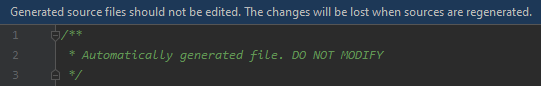 Generated source files should not be edited. The changes will be lost when sources are regenerated.
1 /**
2 * Automatically generated file. DO NOT MODIFY
3 */